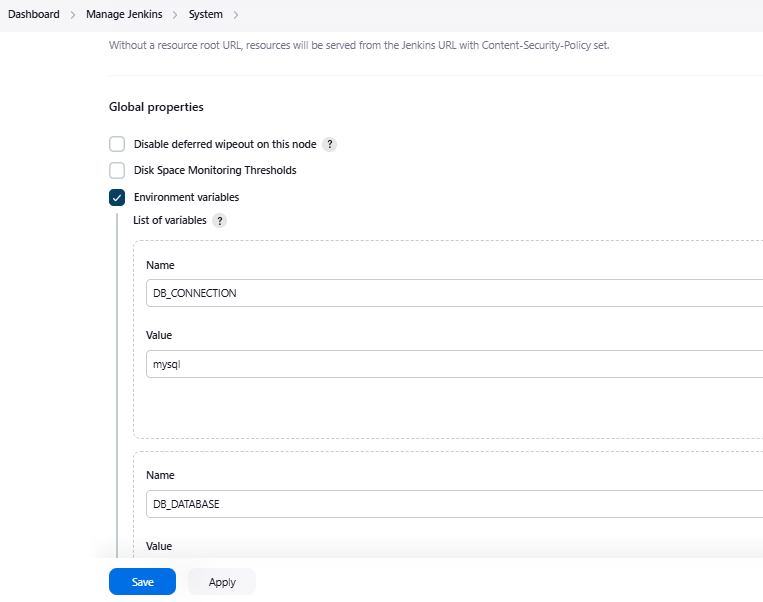 Dashboard > Manage Jenkins > System >
Without a resource root URL, resources will be served from the Jenkins URL with Content-Security-Policy set.
Global properties
Disable deferred wipeout on this node ?
Disk Space Monitoring Thresholds
Environment variables
List of variables ?
Name
DB_CONNECTION
Value
mysql
Name
DB_DATABASE
Value
Save Apply